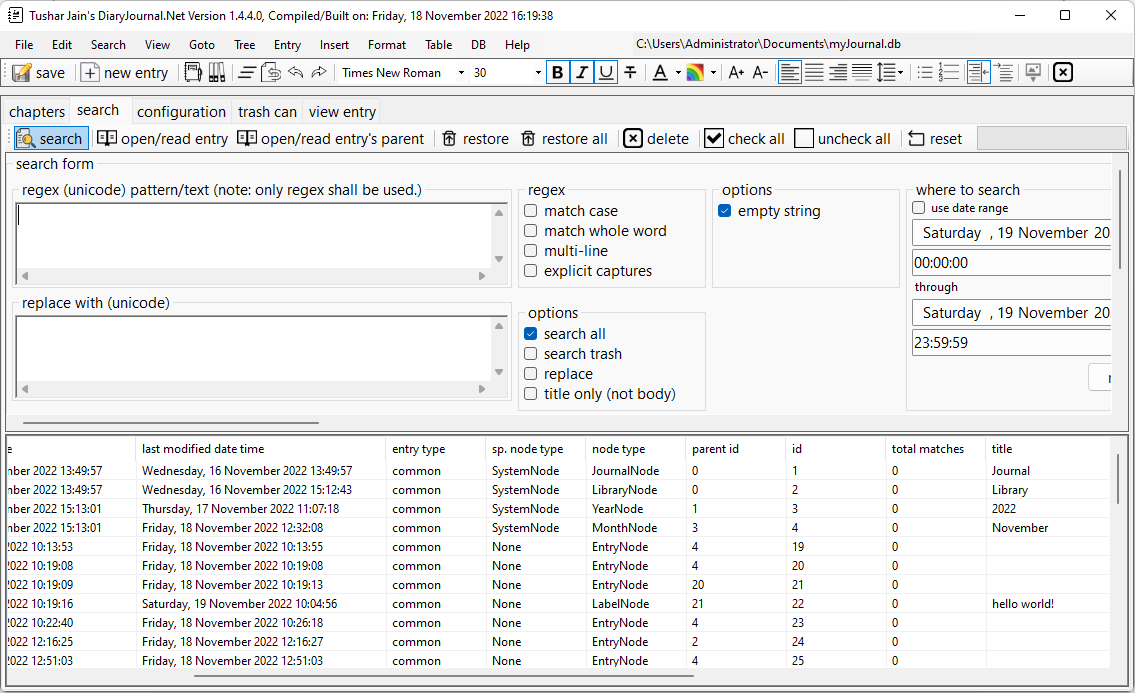 Tushar Jain's DiaryJournal.Net Version 1.4.4.0, Compiled/Built on: Friday, 18 November 2022 16:19:38
File Edit Search View Goto Tree Entry Insert Format Table DB Help C:\Users\Administrator\Documents\myJournal.db
save new entry Times New Roman 30 B I U T A A+ A-
chapters search configuration trash can view entry
search open/read entry open/read entry's parent restore restore all delete check all uncheck all reset
search form
regex (unicode) pattern/text (note: only regex shall be used.)
regex
match case
match whole word
multi-line
explicit captures
options
empty string
where to search
use date range
Saturday , 19 November 20
00:00:00
through
Saturday , 19 November 20
23:59:59
replace with (unicode)
options
search all
search trash
replace
title only (not body)
last modified date time entry type sp. node type node type parent id id total matches title
2022 13:49:57 Wednesday, 16 November 2022 13:49:57 common SystemNode JournalNode 0 1 0 Journal
2022 13:49:57 Wednesday, 16 November 2022 15:12:43 common SystemNode LibraryNode 0 2 0 Library
2022 15:13:01 Thursday, 17 November 2022 11:07:18 common SystemNode YearNode 1 3 0 2022
2022 15:13:01 Friday, 18 November 2022 12:32:08 common SystemNode MonthNode 3 4 0 November
2022 10:13:53 Friday, 18 November 2022 10:13:55 common None EntryNode 4 19 0
2022 10:19:08 Friday, 18 November 2022 10:19:08 common None EntryNode 4 20 0
2022 10:19:09 Friday, 18 November 2022 10:19:13 common None EntryNode 20 21 0
2022 10:19:16 Saturday, 19 November 2022 10:04:56 common None LabelNode 21 22 0 hello world!
2022 10:22:40 Friday, 18 November 2022 10:26:18 common None EntryNode 4 23 0
2022 12:16:25 Friday, 18 November 2022 12:16:27 common None EntryNode 2 24 0
2022 12:51:03 Friday, 18 November 2022 12:51:03 common None EntryNode 4 25 0